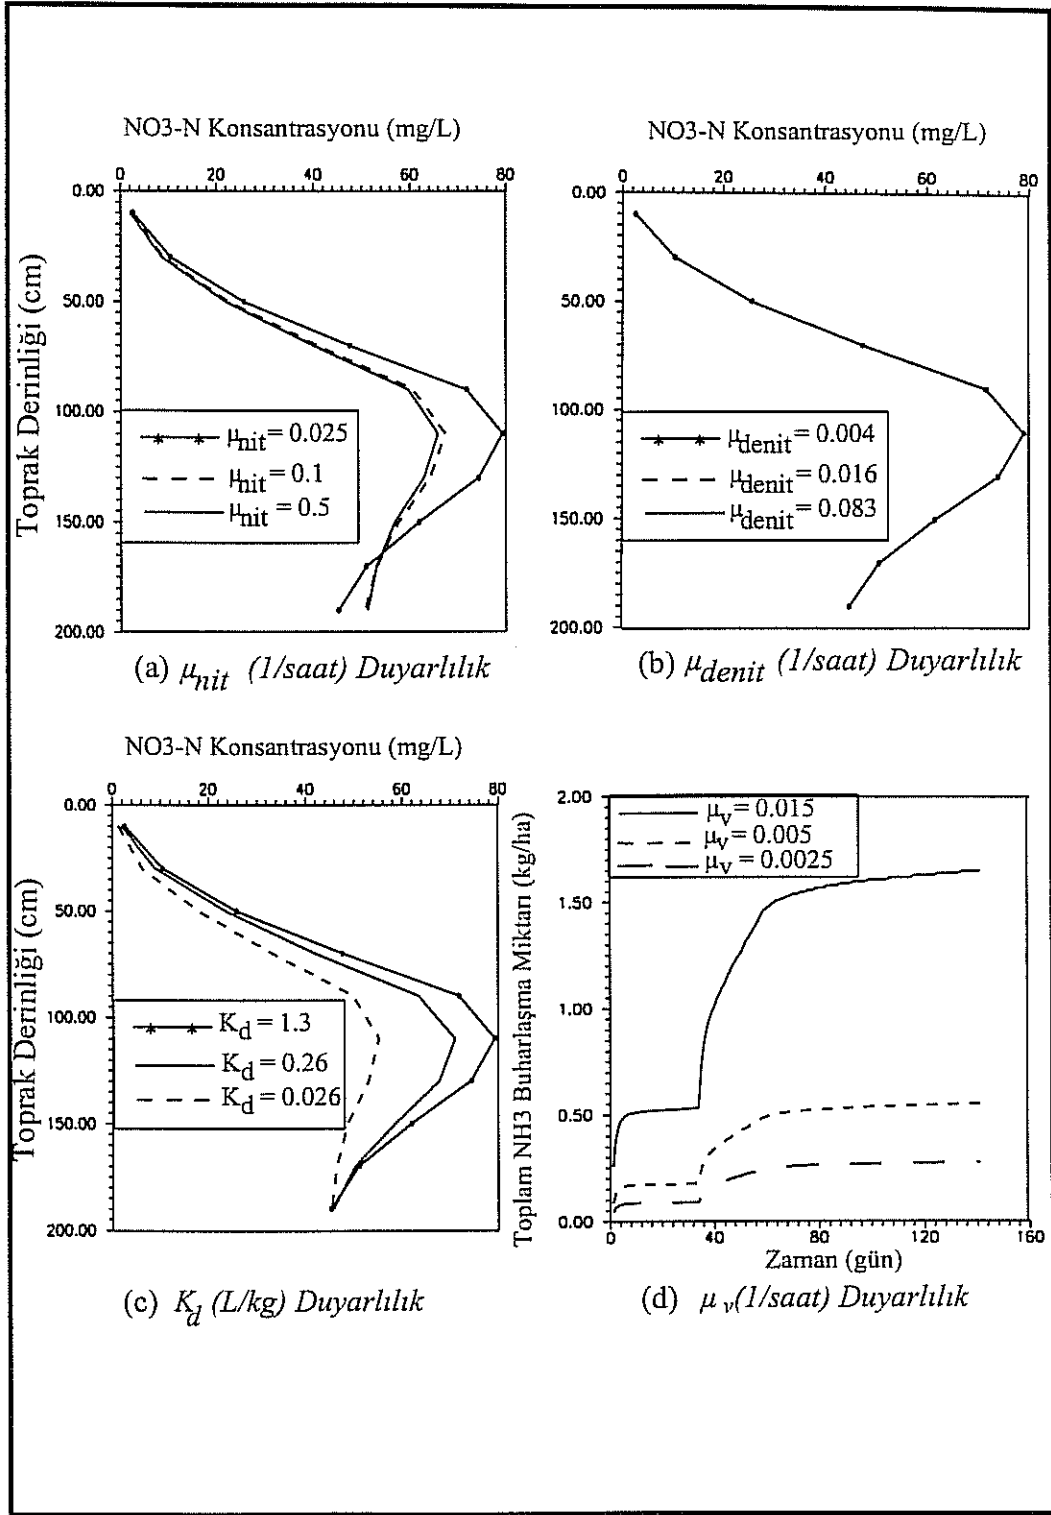 NO3-N Konsantrasyonu (mg/L)
0 20 40 60 80
0.00
50.00
100.00
150.00
200.00
Toprak Derinliği (cm)
μnit = 0.025
μnit = 0.1
μnit = 0.5
(a) μnit (1/saat) Duyarlılık
NO3-N Konsantrasyonu (mg/L)
0 20 40 60 80
0.00
50.00
100.00
150.00
200.00
μdenit = 0.004
μdenit = 0.016
μdenit = 0.083
(b) μdenit (1/saat) Duyarlılık
NO3-N Konsantrasyonu (mg/L)
0 20 40 60 80
0.00
50.00
100.00
150.00
200.00
Toprak Derinliği (cm)
Kd = 1.3
Kd = 0.26
Kd = 0.026
(c) Kd (L/kg) Duyarlılık
Toplam NH3 Buharlaşma Miktarı (kg/ha)
2.00
1.50
1.00
0.50
0.00
μv = 0.015
μv = 0.005
μv = 0.0025
0 40 80 120 160
Zaman (gün)
(d) μv(1/saat) Duyarlılık